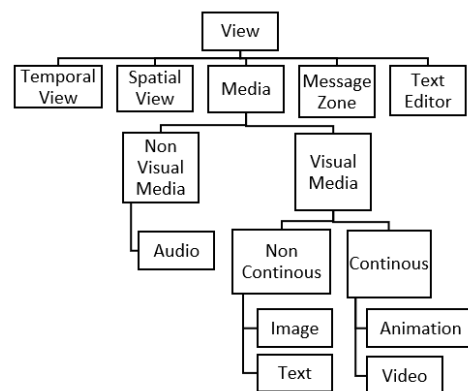 View
Temporal
View
Spatial
View
Media
Message
Zone
Text
Editor
Non
Visual
Media
Visual
Media
Audio
Non
Continous
Continous
Image
Animation
Text
Video